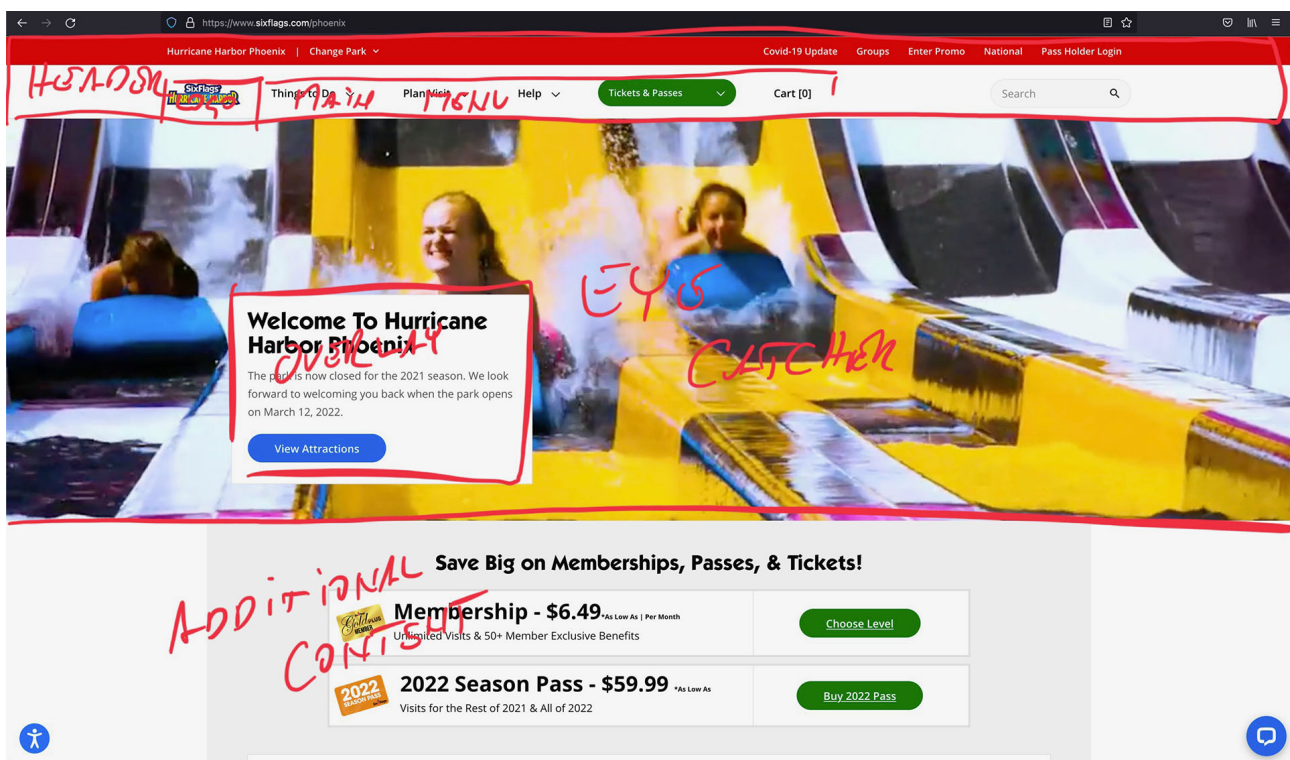 https://www.sixflags.com/phoenix
Hurricane Harbor Phoenix | Change Park
Covid-19 Update Groups Enter Promo National Pass Holder Login
HEADER
SixFlags
HURRICANE HARBOR
LOGO
Things to Do Plan Visit Help Tickets & Passes Cart [0] Search
MAIN MENU
EYE
CATCHER
Welcome To Hurricane
Harbor Phoenix
OVERLAY
The park is now closed for the 2021 season. We look
forward to welcoming you back when the park opens
on March 12, 2022.
View Attractions
Save Big on Memberships, Passes, & Tickets!
ADDITIONAL
CONTENT
Gold
MEMBER
Membership - $6.49 *As Low As | Per Month
Unlimited Visits & 50+ Member Exclusive Benefits
Choose Level
2022
SEASON PASS
2022 Season Pass - $59.99 *As Low As
Visits for the Rest of 2021 & All of 2022
Buy 2022 Pass